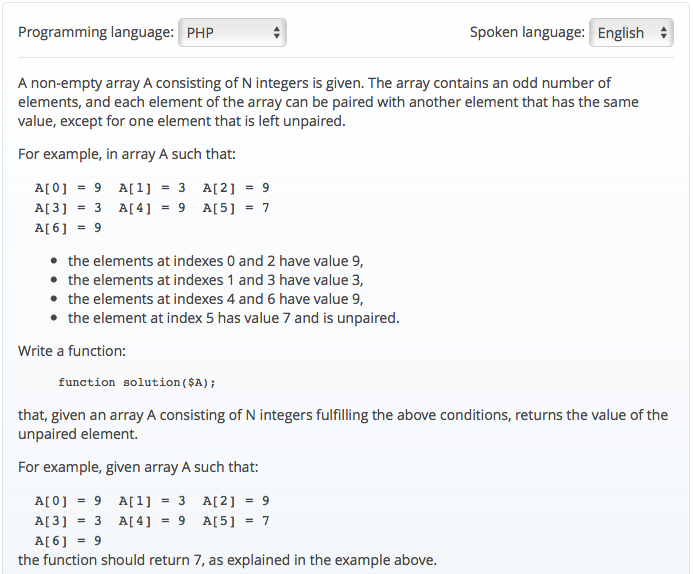 Programming language: PHP Spoken language: English
A non-empty array A consisting of N integers is given. The array contains an odd number of
elements, and each element of the array can be paired with another element that has the same
value, except for one element that is left unpaired.
For example, in array A such that:
A[0] = 9 A[1] = 3 A[2] = 9
A[3] = 3 A[4] = 9 A[5] = 7
A[6] = 9
• the elements at indexes 0 and 2 have value 9,
• the elements at indexes 1 and 3 have value 3,
• the elements at indexes 4 and 6 have value 9,
• the element at index 5 has value 7 and is unpaired.
Write a function:
function solution($A);
that, given an array A consisting of N integers fulfilling the above conditions, returns the value of the
unpaired element.
For example, given array A such that:
A[0] = 9 A[1] = 3 A[2] = 9
A[3] = 3 A[4] = 9 A[5] = 7
A[6] = 9
the function should return 7, as explained in the example above.